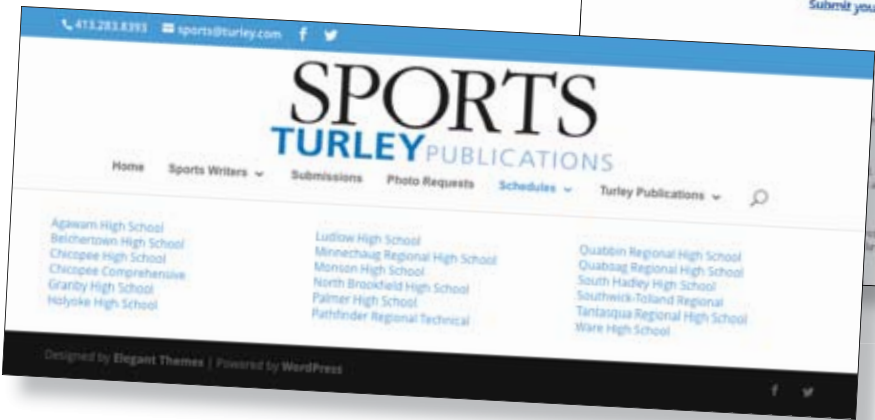 Submit you
413.283.8393 sports@turley.com
SPORTS
TURLEYPUBLICATIONS
Home Sports Writers Submissions Photo Requests Schedules Turley Publications
Agawam High School
Belchertown High School
Chicopee High School
Chicopee Comprehensive
Granby High School
Holyoke High School
Ludlow High School
Minnechaug Regional High School
Monson High School
North Brookfield High School
Palmer High School
Pathfinder Regional Technical
Quabbin Regional High School
Quaboag Regional High School
South Hadley High School
Southwick-Tolland Regional
Tantasqua Regional High School
Ware High School
Designed by Elegant Themes | Powered by WordPress